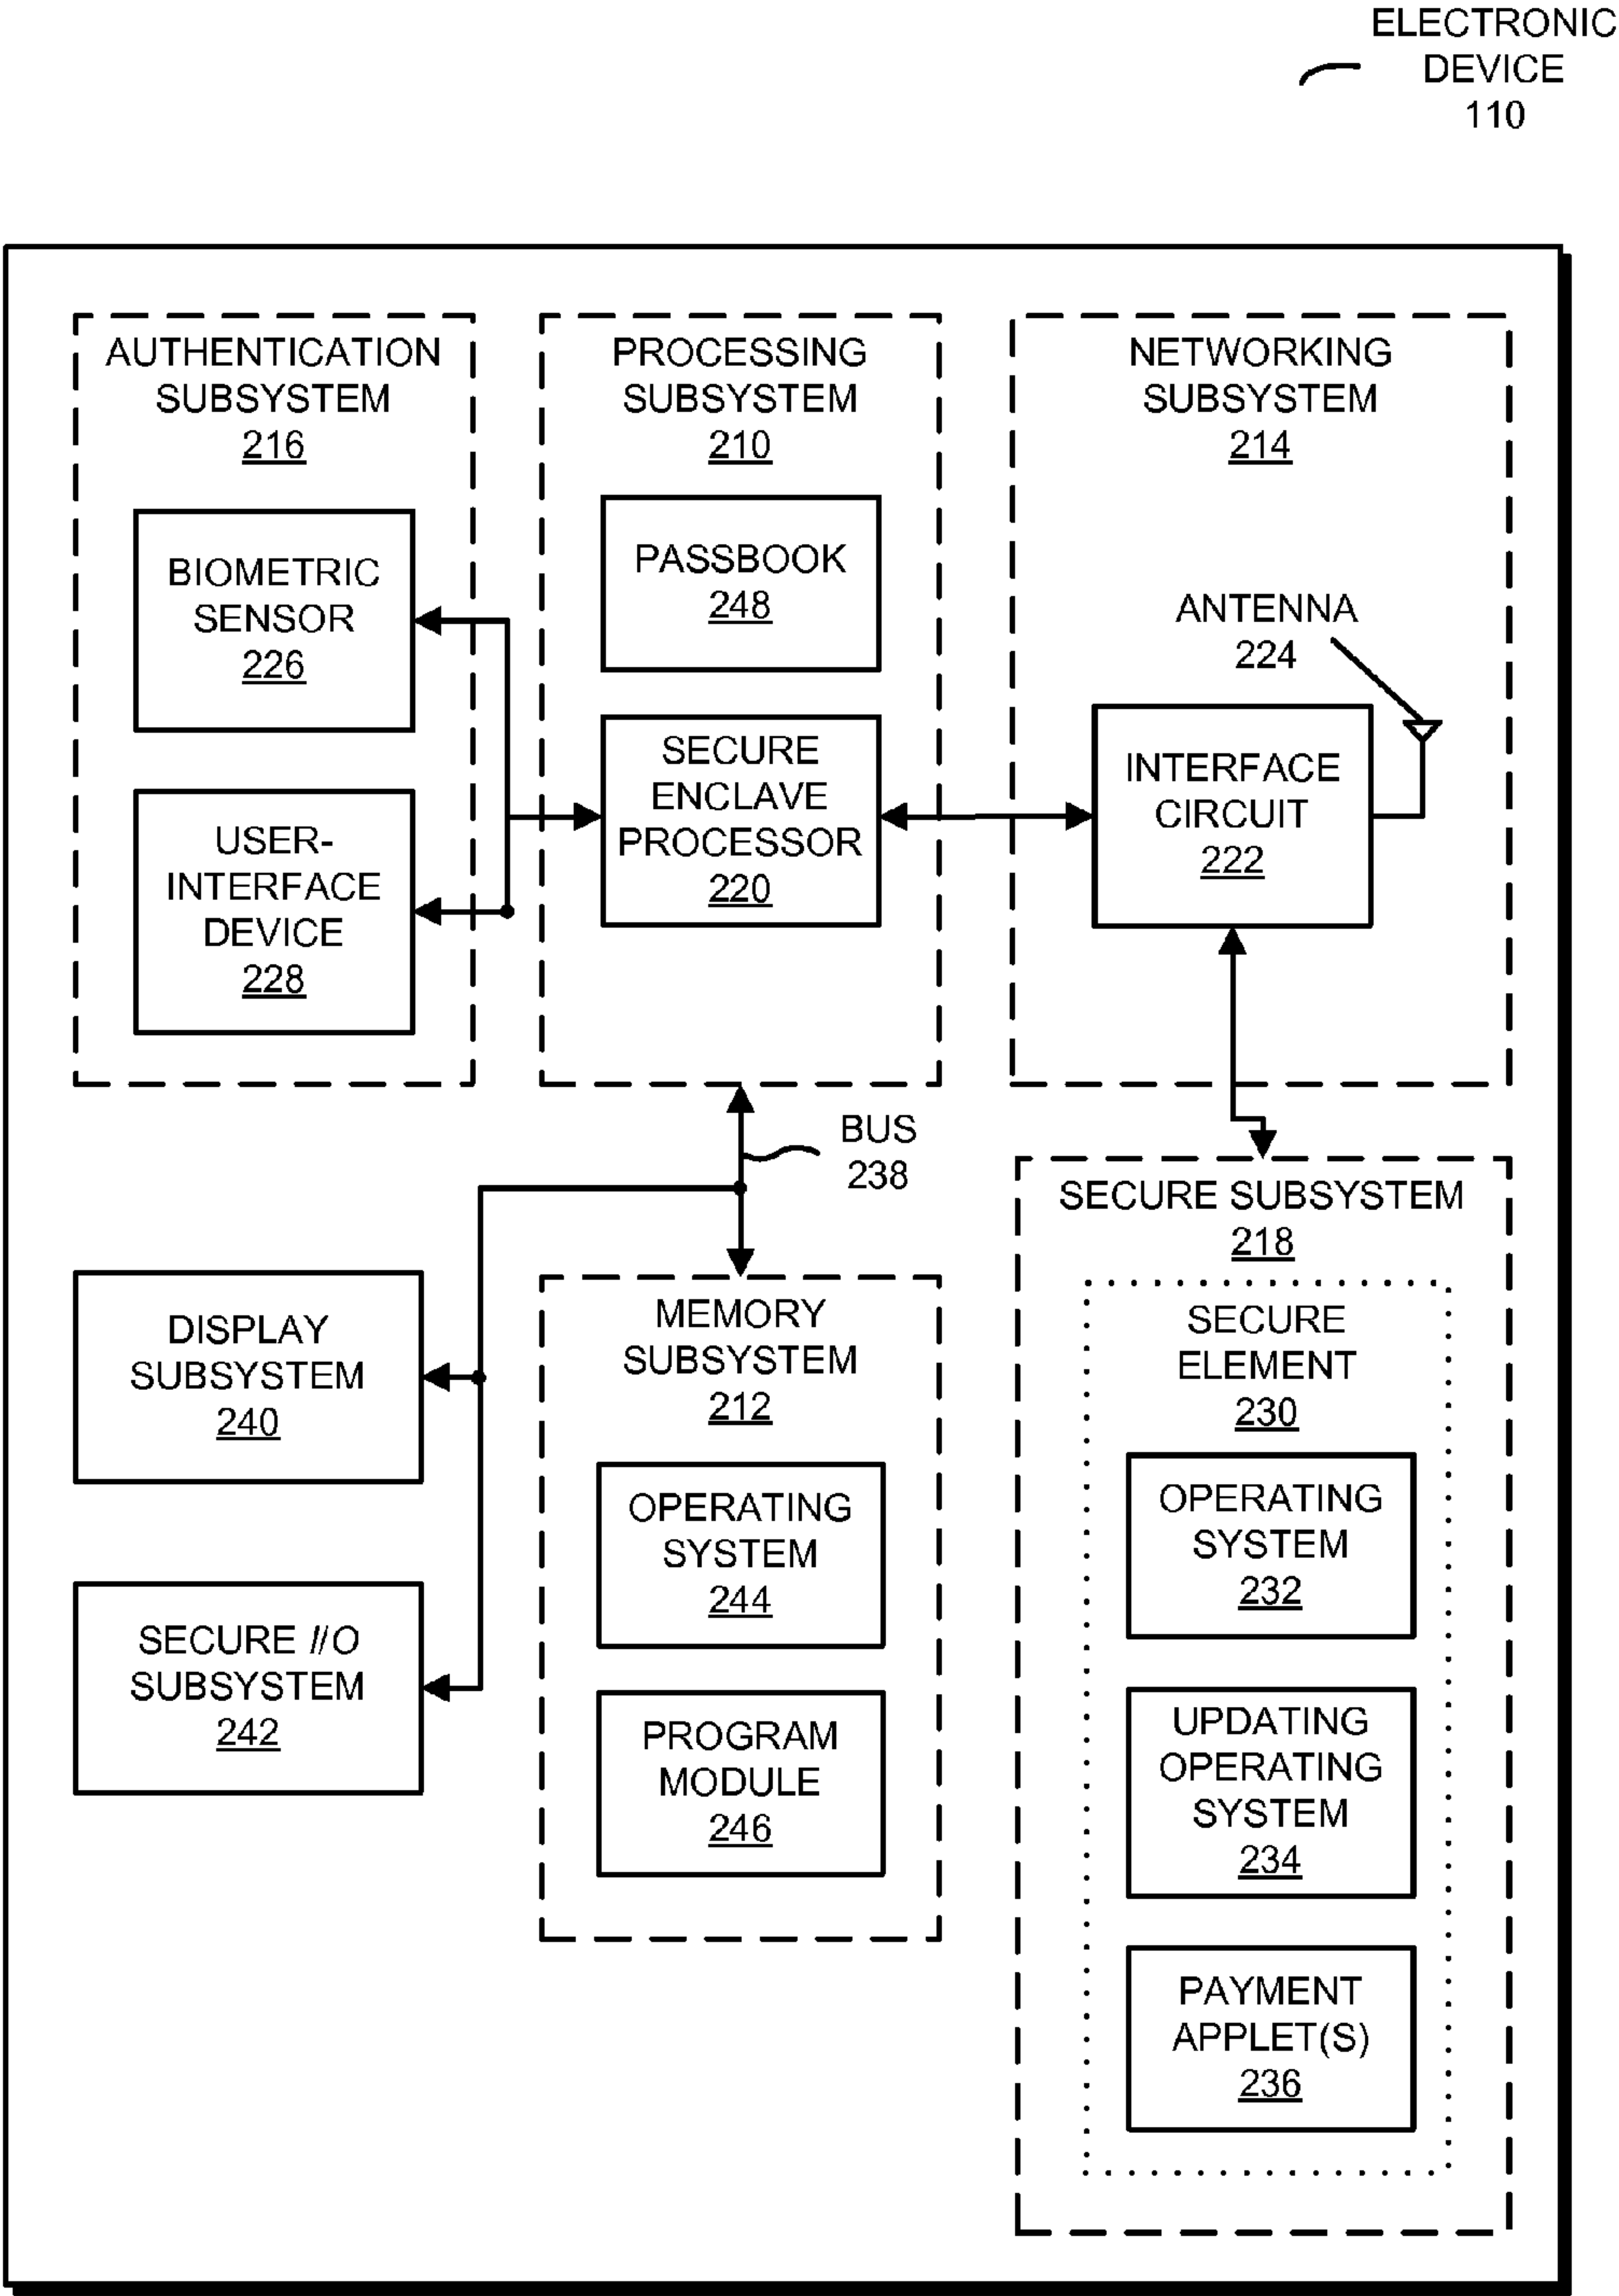 ELECTRONIC
DEVICE
110
AUTHENTICATION
SUBSYSTEM
216
BIOMETRIC
SENSOR
226
USER-
INTERFACE
DEVICE
228
PROCESSING
SUBSYSTEM
210
PASSBOOK
248
SECURE
ENCLAVE
PROCESSOR
220
NETWORKING
SUBSYSTEM
214
ANTENNA
224
INTERFACE
CIRCUIT
222
BUS
238
DISPLAY
SUBSYSTEM
240
SECURE I/O
SUBSYSTEM
242
MEMORY
SUBSYSTEM
212
OPERATING
SYSTEM
244
PROGRAM
MODULE
246
SECURE SUBSYSTEM
218
SECURE
ELEMENT
230
OPERATING
SYSTEM
232
UPDATING
OPERATING
SYSTEM
234
PAYMENT
APPLET(S)
236